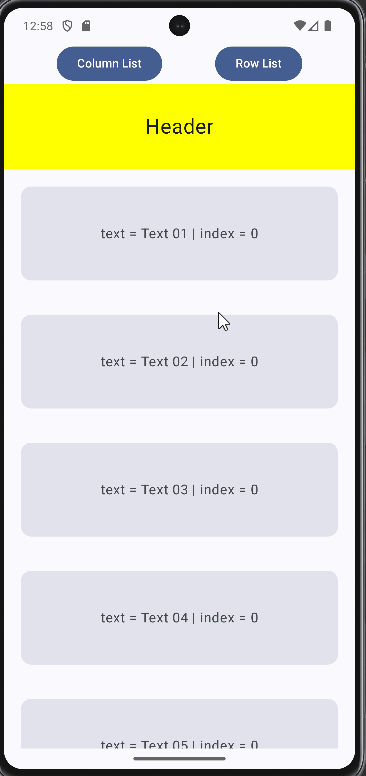 12:58
Column List
Row List
Header
text = Text 01 | index = 0
text = Text 02 | index = 0
text = Text 03 | index = 0
text = Text 04 | index = 0
text = Text 05 | index = 0